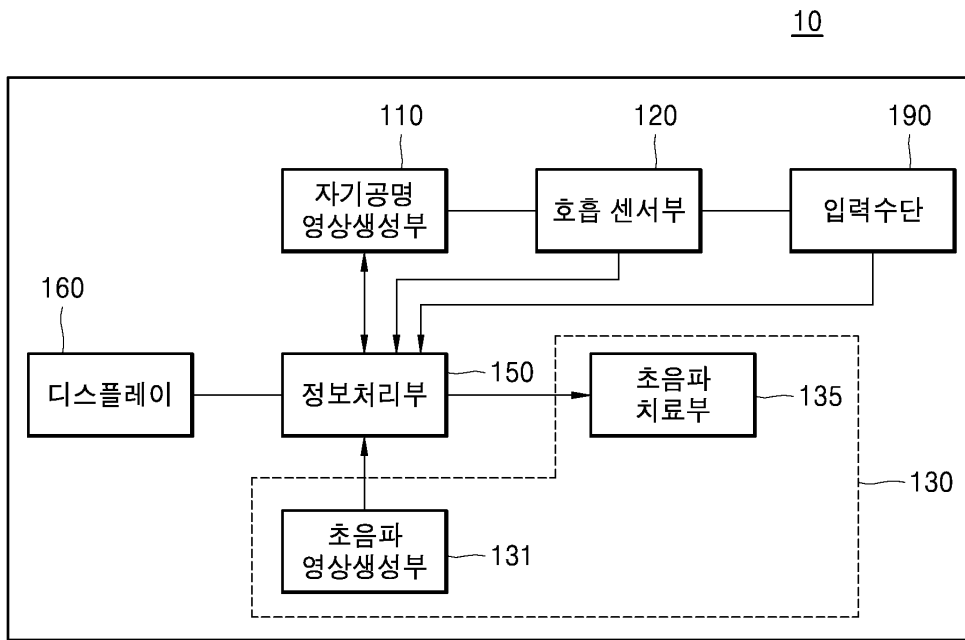 10
110
120
190
자기공명
영상생성부
호흡 센서부
입력수단
160
디스플레이
정보처리부
150
초음파
치료부
135
130
초음파
영상생성부
131